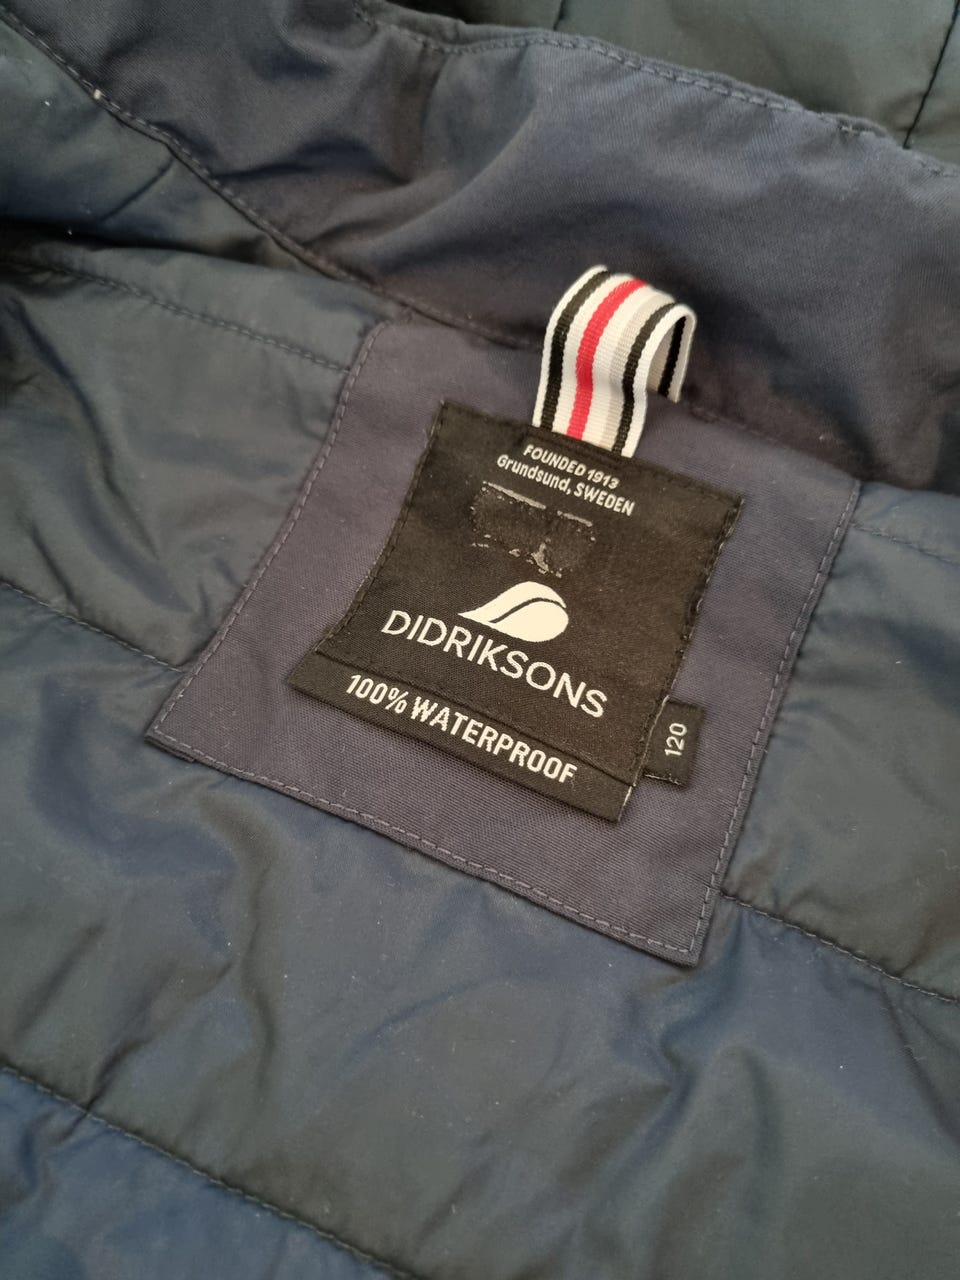 FOUNDED 1913
Grundsund, SWEDEN
DIDRIKSONS
100% WATERPROOF
120